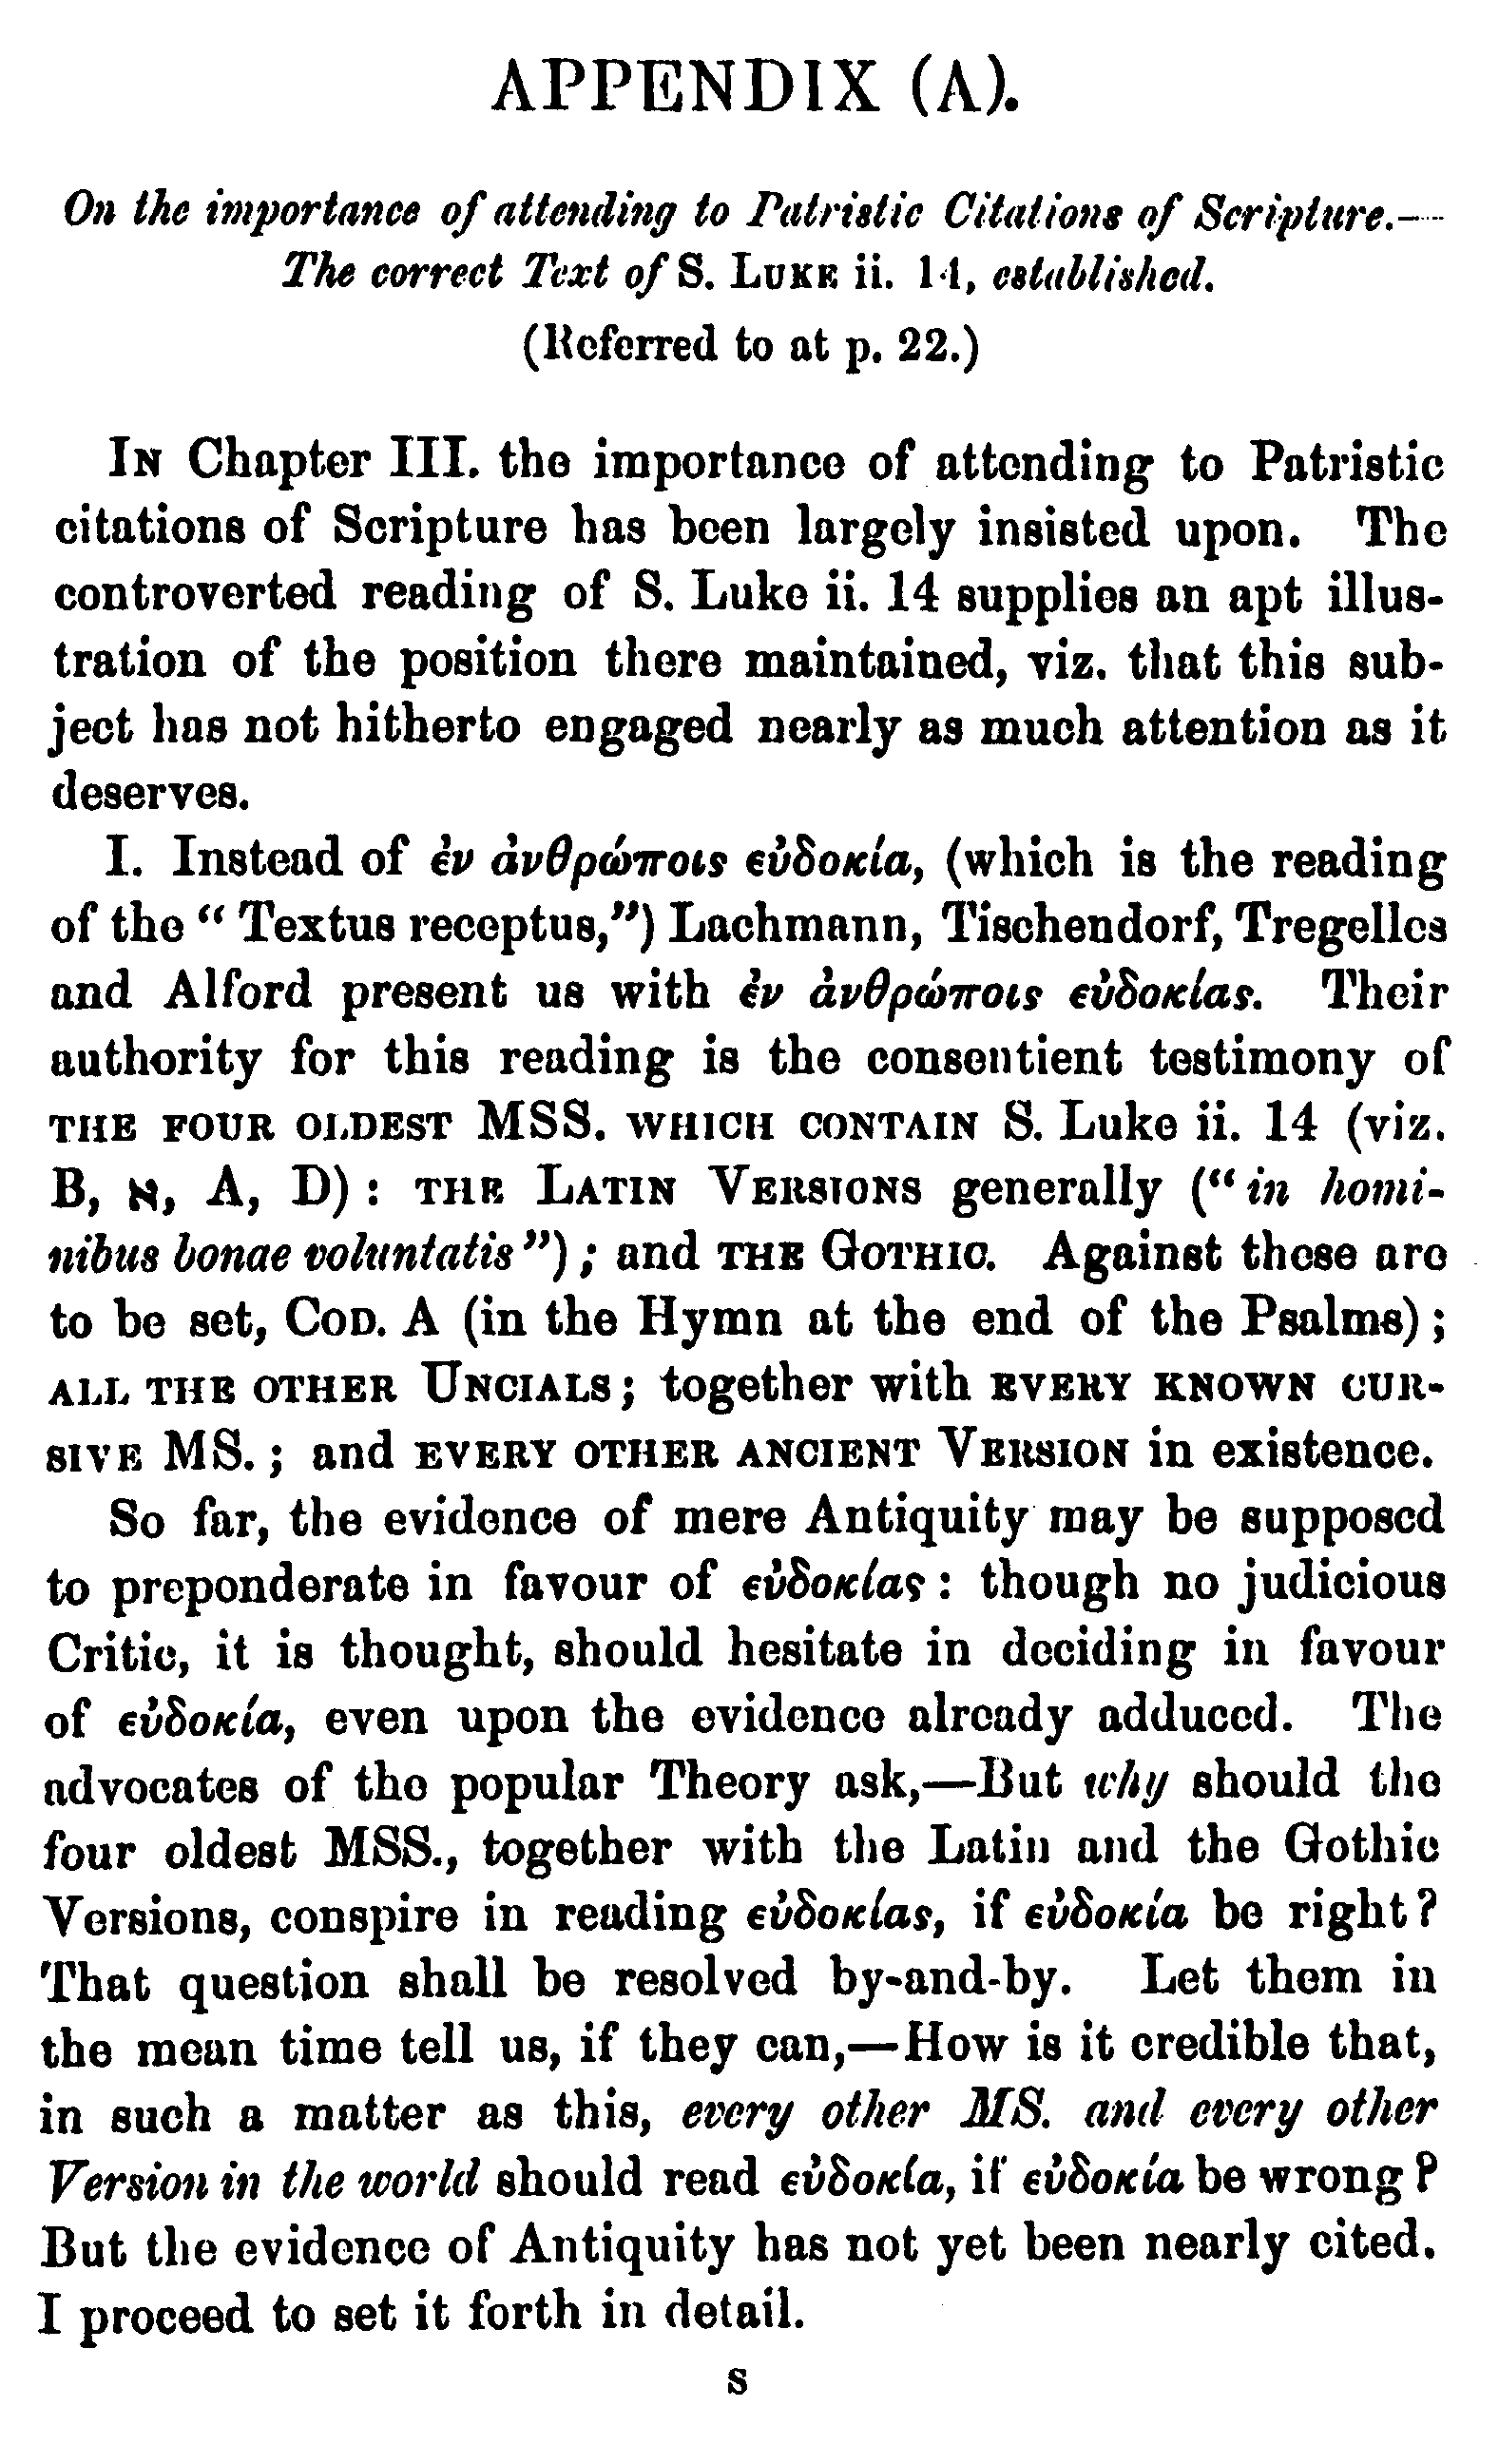 APPENDIX (A).
On the importance of attending to Patristic Citations of Scripture.—
The correct Text of S. LUKE ii. 14, established.
(Referred to at p. 22.)
IN Chapter III. the importance of attending to Patristic
citations of Scripture has been largely insisted upon. The
controverted reading of S. Luke ii. 14 supplies an apt illus-
tration of the position there maintained, viz. that this sub-
ject has not hitherto engaged nearly as much attention as it
deserves.
I. Instead of ἐν ἀνθρώποις εὐδοκία, (which is the reading
of the “Textus receptus,”) Lachmann, Tischendorf, Tregelles
and Alford present us with ἐν ἀνθρώποις εὐδοκίας. Their
authority for this reading is the consentient testimony of
THE FOUR OLDEST MSS. WHICH CONTAIN S. Luke ii. 14 (viz.
B, א, A, D): THE LATIN VERSIONS generally (“in homi-
nibus bonae voluntatis”); and THE GOTHIC. Against these are
to be set, COD. A (in the Hymn at the end of the Psalms);
ALL THE OTHER UNCIALS; together with EVERY KNOWN CUR-
SIVE MS.; and EVERY OTHER ANCIENT VERSION in existence.
So far, the evidence of mere Antiquity may be supposed
to preponderate in favour of εὐδοκίας: though no judicious
Critic, it is thought, should hesitate in deciding in favour
of εὐδοκία, even upon the evidence already adduced. The
advocates of the popular Theory ask,—But why should the
four oldest MSS., together with the Latin and the Gothic
Versions, conspire in reading εὐδοκίας, if εὐδοκία be right?
That question shall be resolved by-and-by. Let them in
the mean time tell us, if they can,—How is it credible that,
in such a matter as this, every other MS. and every other
Version in the world should read εὐδοκία, if εὐδοκία be wrong?
But the evidence of Antiquity has not yet been nearly cited.
I proceed to set it forth in detail.
S